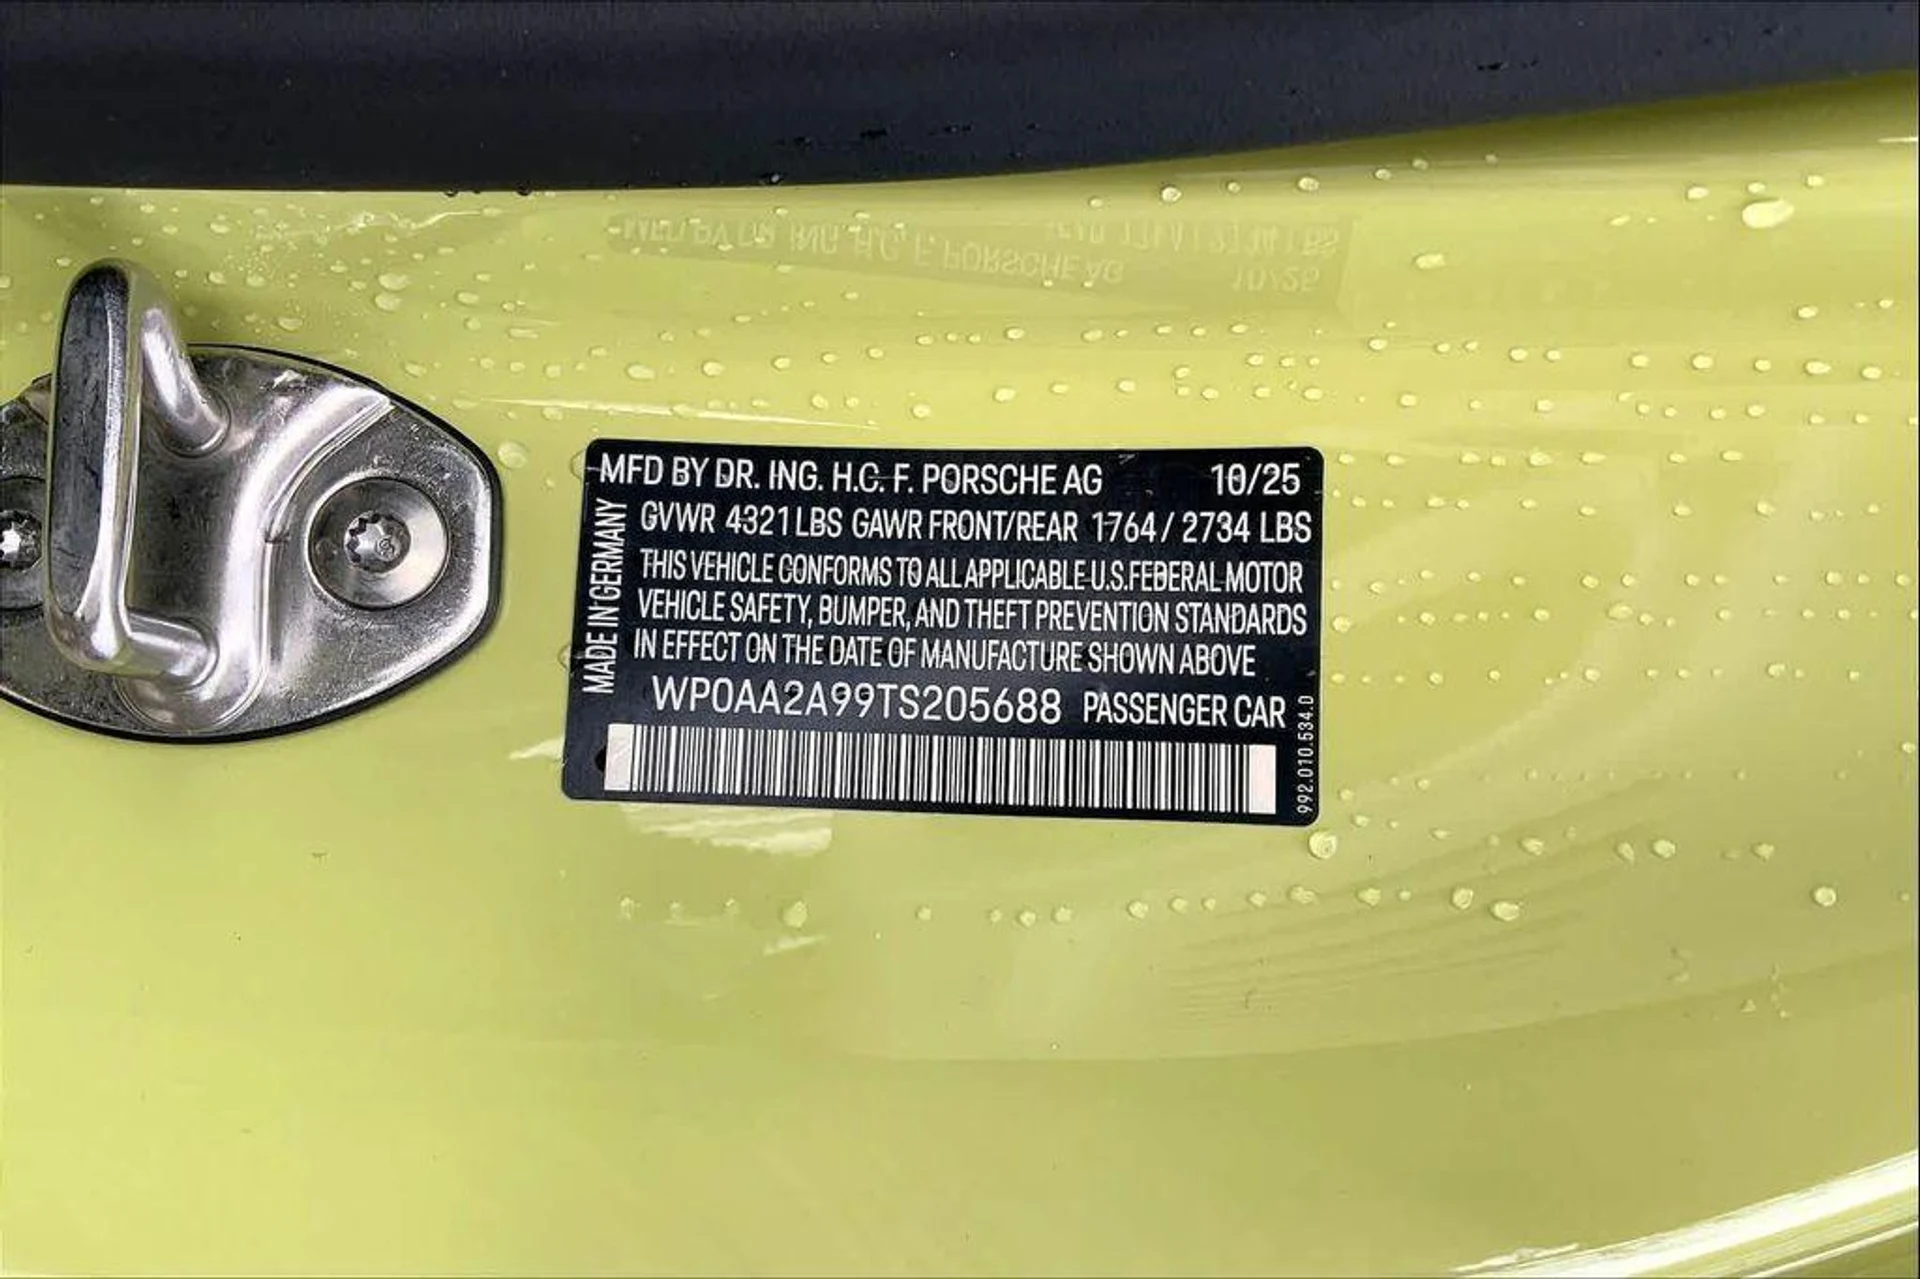 MFD BY DR. ING. H.C. F. PORSCHE AG 10/25
GVWR 4321 LBS GAWR FRONT/REAR 1764 / 2734 LBS
THIS VEHICLE CONFORMS TO ALL APPLICABLE U.S. FEDERAL MOTOR
VEHICLE SAFETY, BUMPER, AND THEFT PREVENTION STANDARDS
IN EFFECT ON THE DATE OF MANUFACTURE SHOWN ABOVE
WP0AA2A99TS205688 PASSENGER CAR
MADE IN GERMANY
992.010.534.D